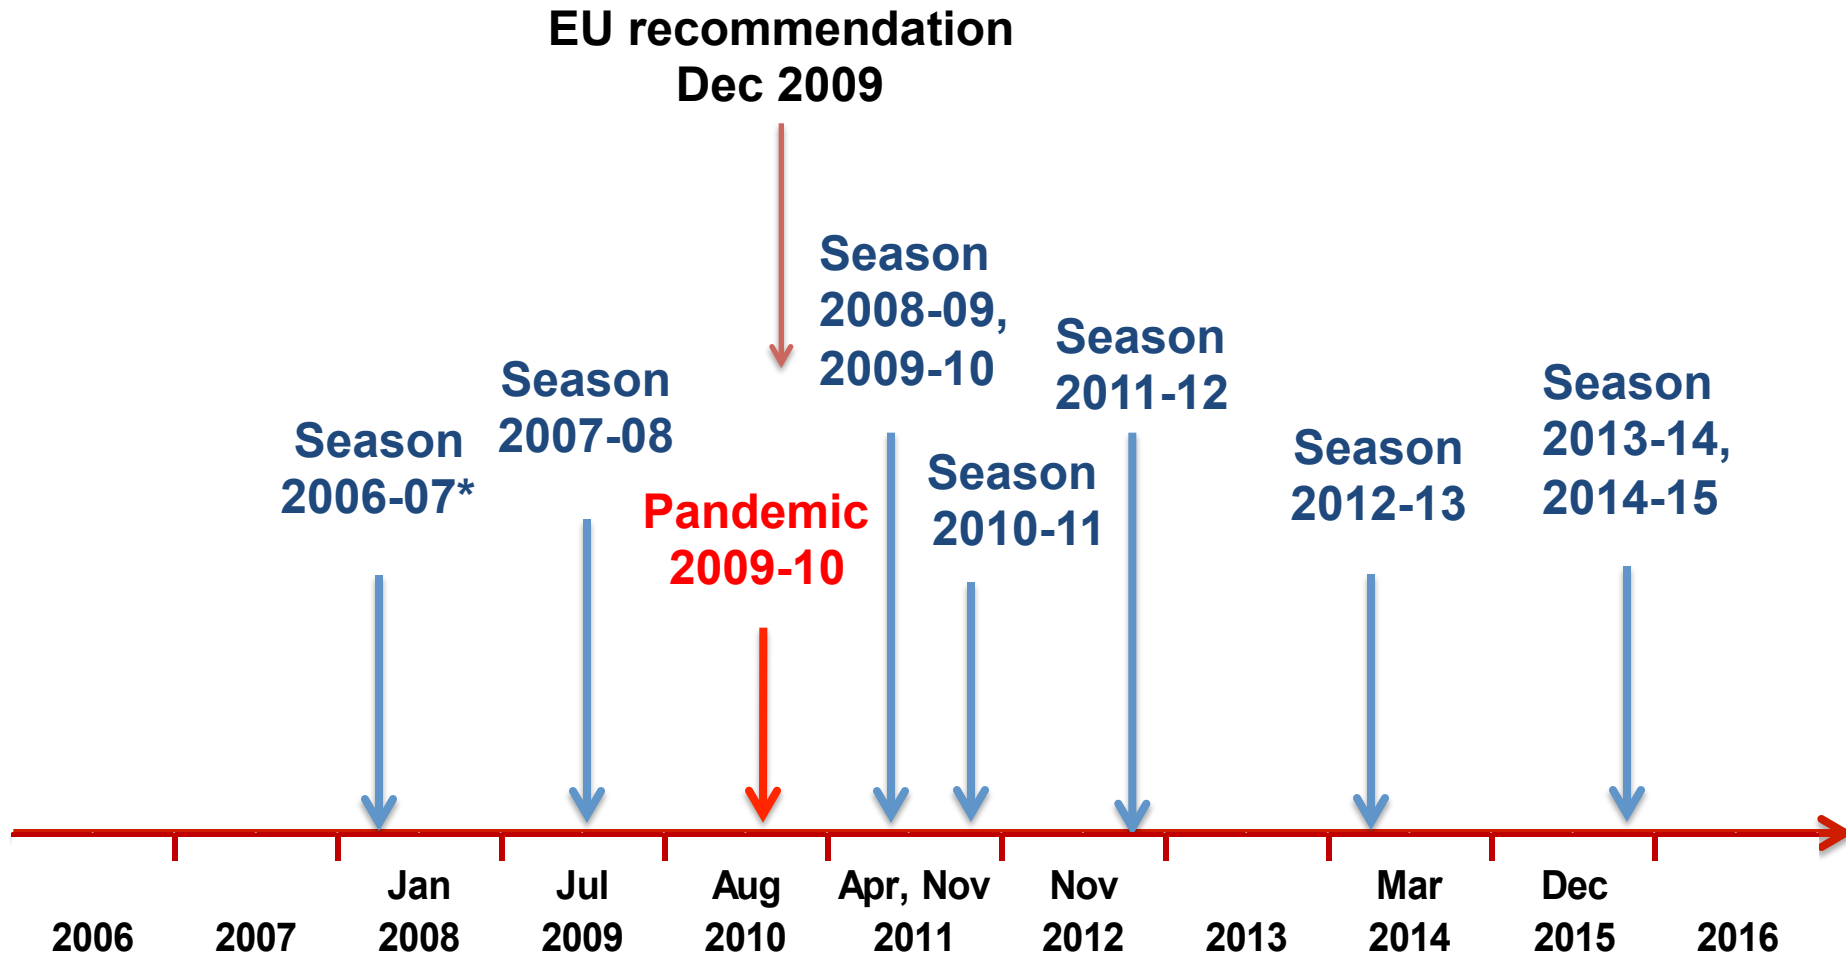 EU recommendation
Dec 2009
Season
2006-07*
Season
2007-08
Pandemic
2009-10
Season
2008-09,
2009-10
Season
2010-11
Season
2011-12
Season
2012-13
Season
2013-14,
2014-15
Jan
Jul
Aug
Apr, Nov
Nov
Mar
Dec
2006
2007
2008
2009
2010
2011
2012
2013
2014
2015
2016